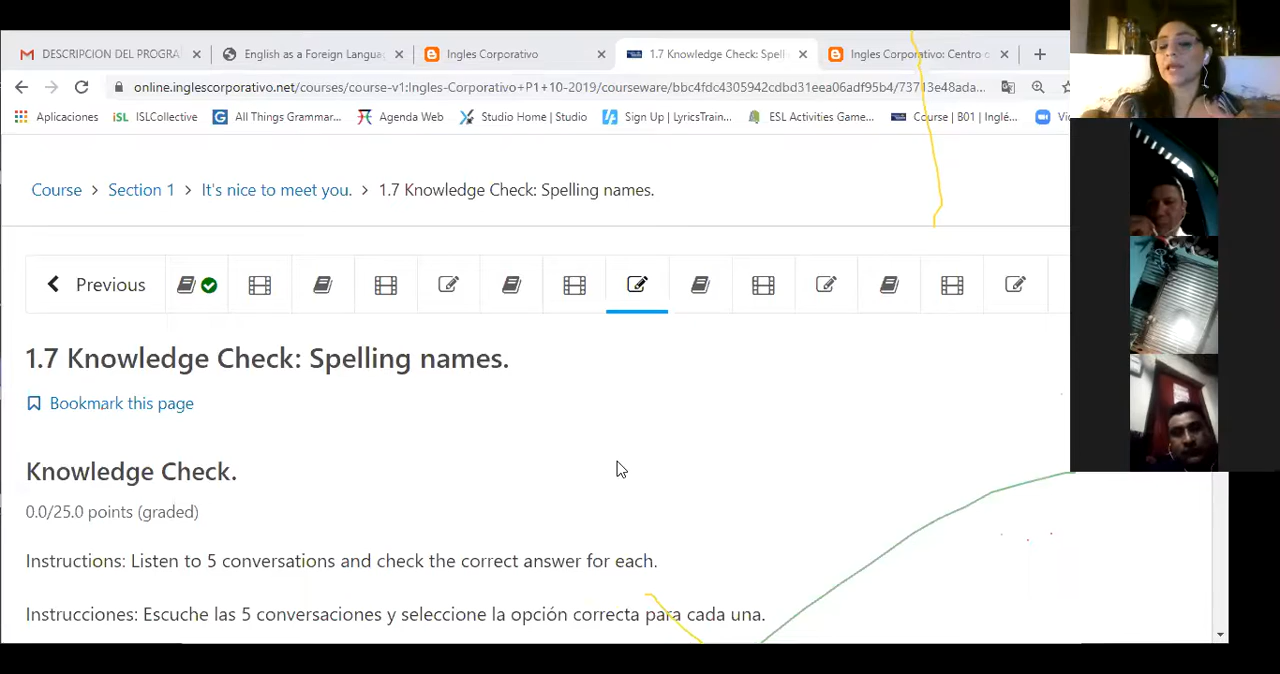 DESCRIPCION DEL PROGRA
English as a Foreign Langua
Ingles Corporativo
1.7 Knowledge Check: Spell
Ingles Corporativo: Centro
online.inglescorporativo.net/courses/course-v1:Ingles-Corporativo+P1+10-2019/courseware/bbc4fdc4305942cdbd31eea06adf95b4/73713e48ada...
Aplicaciones iSL ISLCollective All Things Grammar... Agenda Web Studio Home | Studio Sign Up | LyricsTrain... ESL Activities Game... Course | B01 | Inglé...
Course > Section 1 > It's nice to meet you. > 1.7 Knowledge Check: Spelling names.
Previous
1.7 Knowledge Check: Spelling names.
Bookmark this page
Knowledge Check.
0.0/25.0 points (graded)
Instructions: Listen to 5 conversations and check the correct answer for each.
Instrucciones: Escuche las 5 conversaciones y seleccione la opción correcta para cada una.